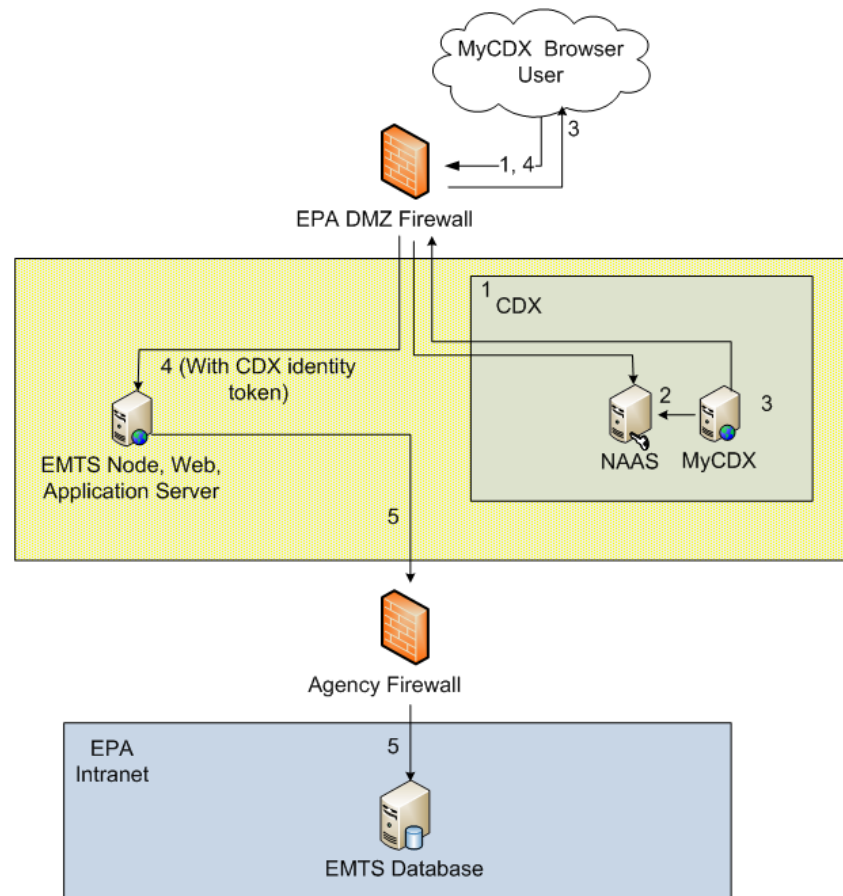 MyCDX Browser
User
3
1, 4
EPA DMZ Firewall
1
CDX
4 (With CDX identity
token)
2
3
NAAS
MyCDX
EMTS Node, Web,
Application Server
5
Agency Firewall
EPA
Intranet
5
EMTS Database